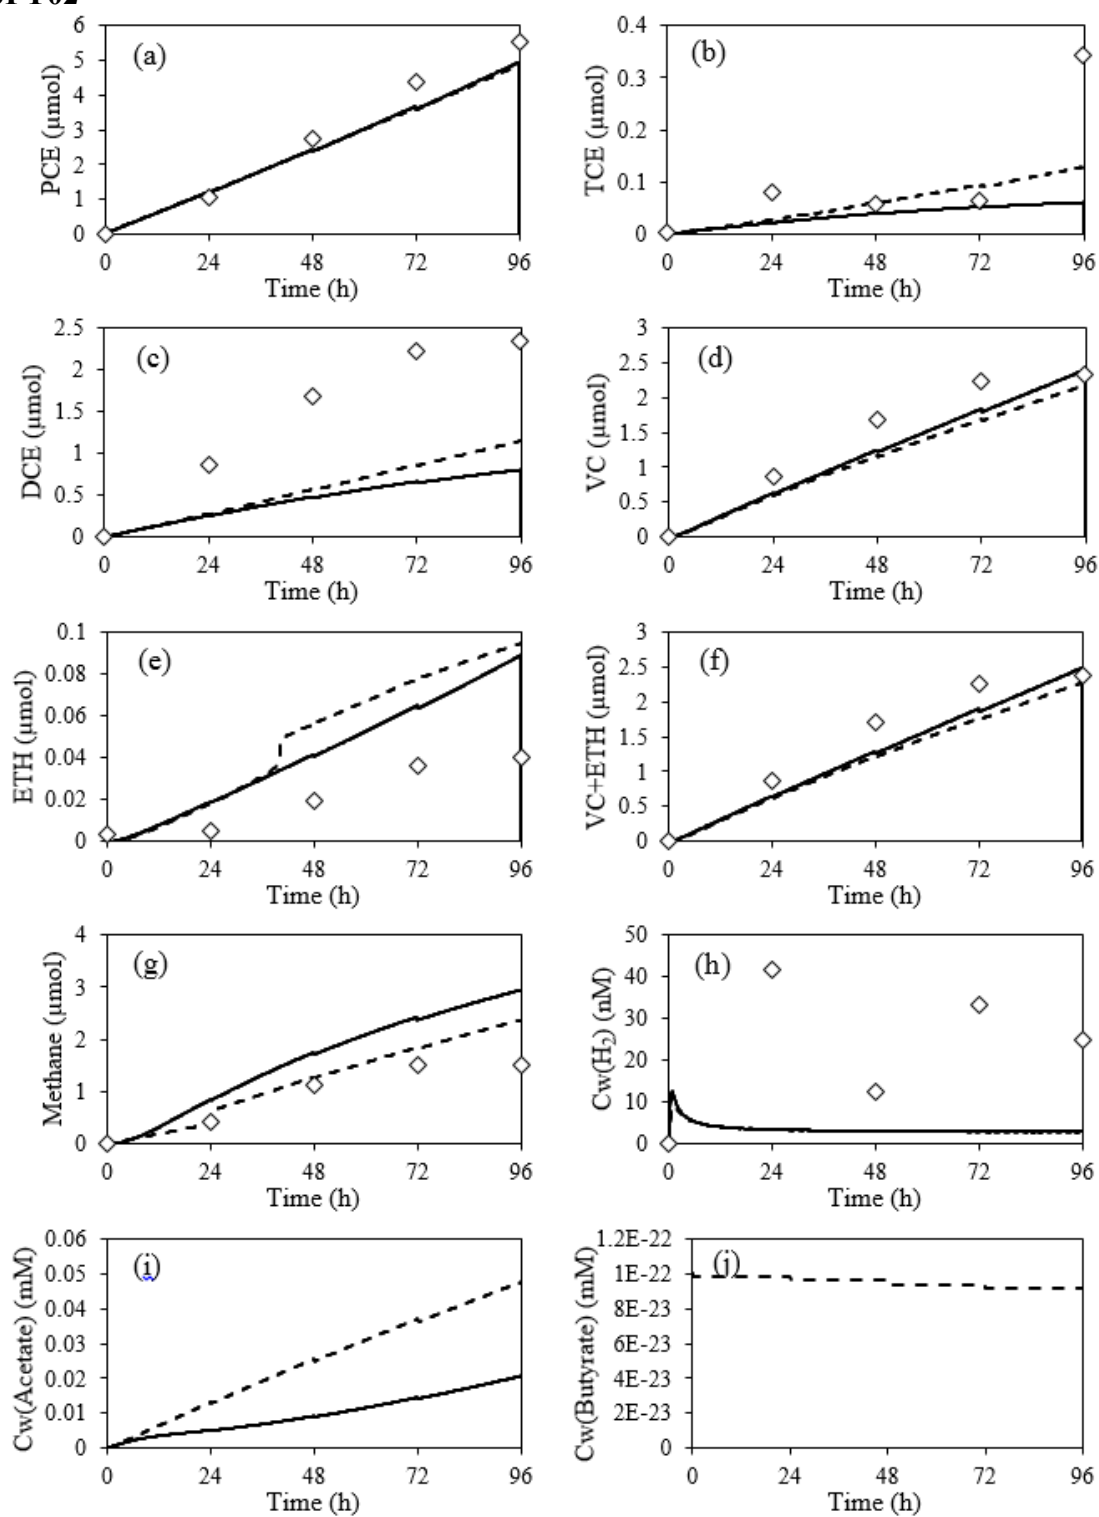 (a)
PCE (µmol)
6
5
4
3
2
1
0
0 24 48 72 96
Time (h)
(b)
TCE (µmol)
0.4
0.3
0.2
0.1
0
0 24 48 72 96
Time (h)
(c)
DCE (µmol)
2.5
2
1.5
1
0.5
0
0 24 48 72 96
Time (h)
(d)
VC (µmol)
3
2.5
2
1.5
1
0.5
0
0 24 48 72 96
Time (h)
(e)
ETH (µmol)
0.1
0.08
0.06
0.04
0.02
0
0 24 48 72 96
Time (h)
(f)
VC+ETH (µmol)
3
2.5
2
1.5
1
0.5
0
0 24 48 72 96
Time (h)
(g)
Methane (µmol)
4
3
2
1
0
0 24 48 72 96
Time (h)
(h)
Cw(H₂) (nM)
50
40
30
20
10
0
0 24 48 72 96
Time (h)
(i)
Cw(Acetate) (mM)
0.06
0.05
0.04
0.03
0.02
0.01
0
0 24 48 72 96
Time (h)
(j)
Cw(Butyrate) (mM)
1.2E-22
1E-22
8E-23
6E-23
4E-23
2E-23
0
0 24 48 72 96
Time (h)